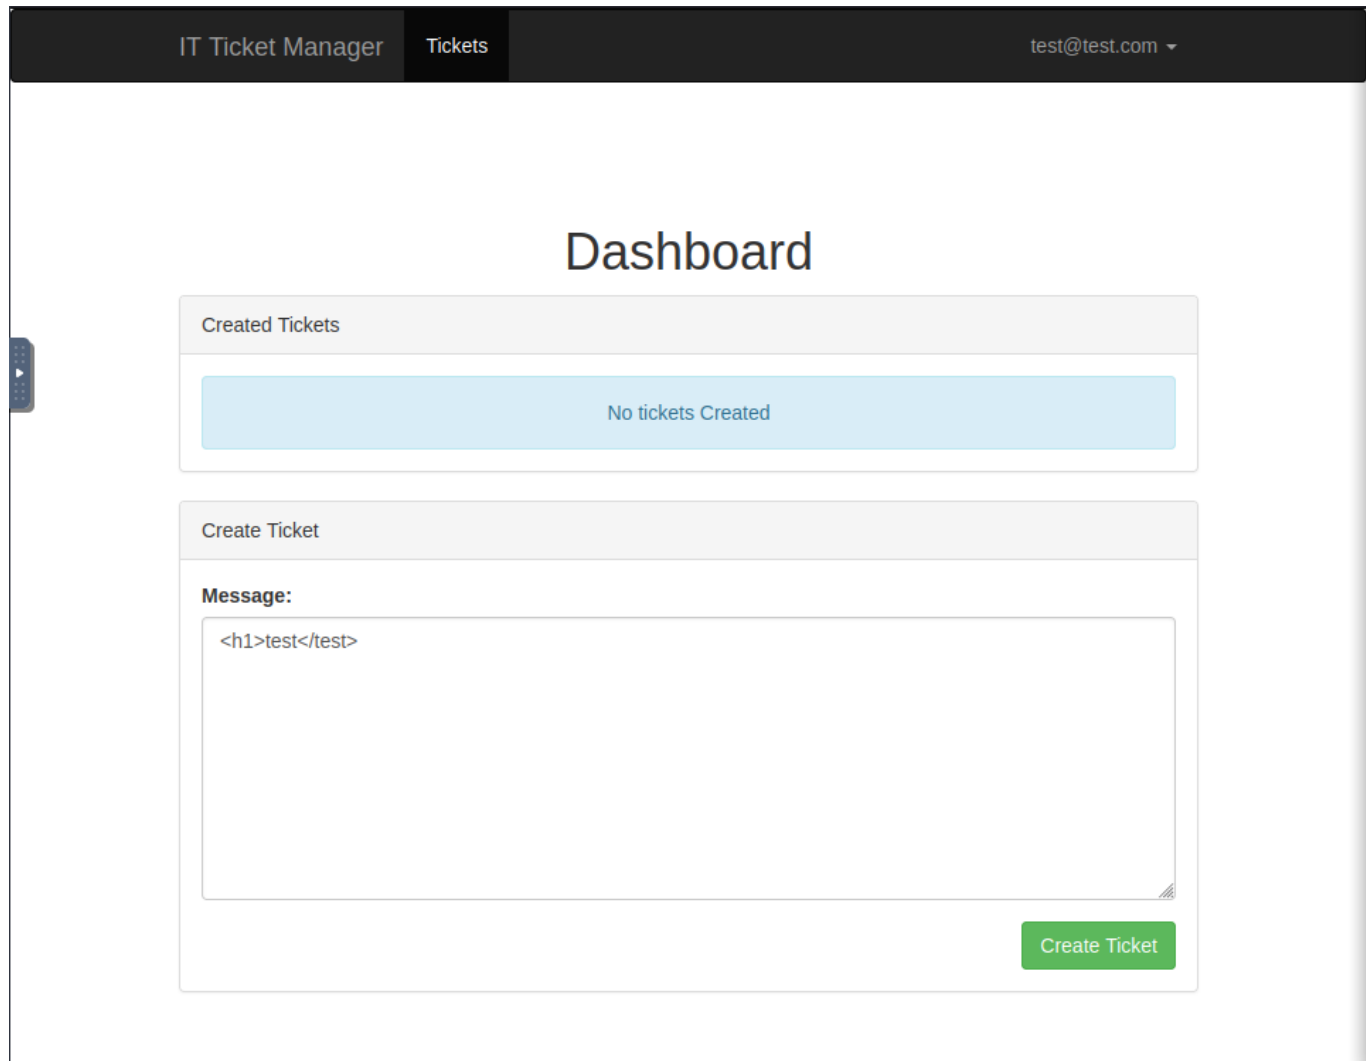 IT Ticket Manager Tickets test@test.com
Dashboard
Created Tickets
No tickets Created
Create Ticket
Message:
<h1>test</test>
Create Ticket